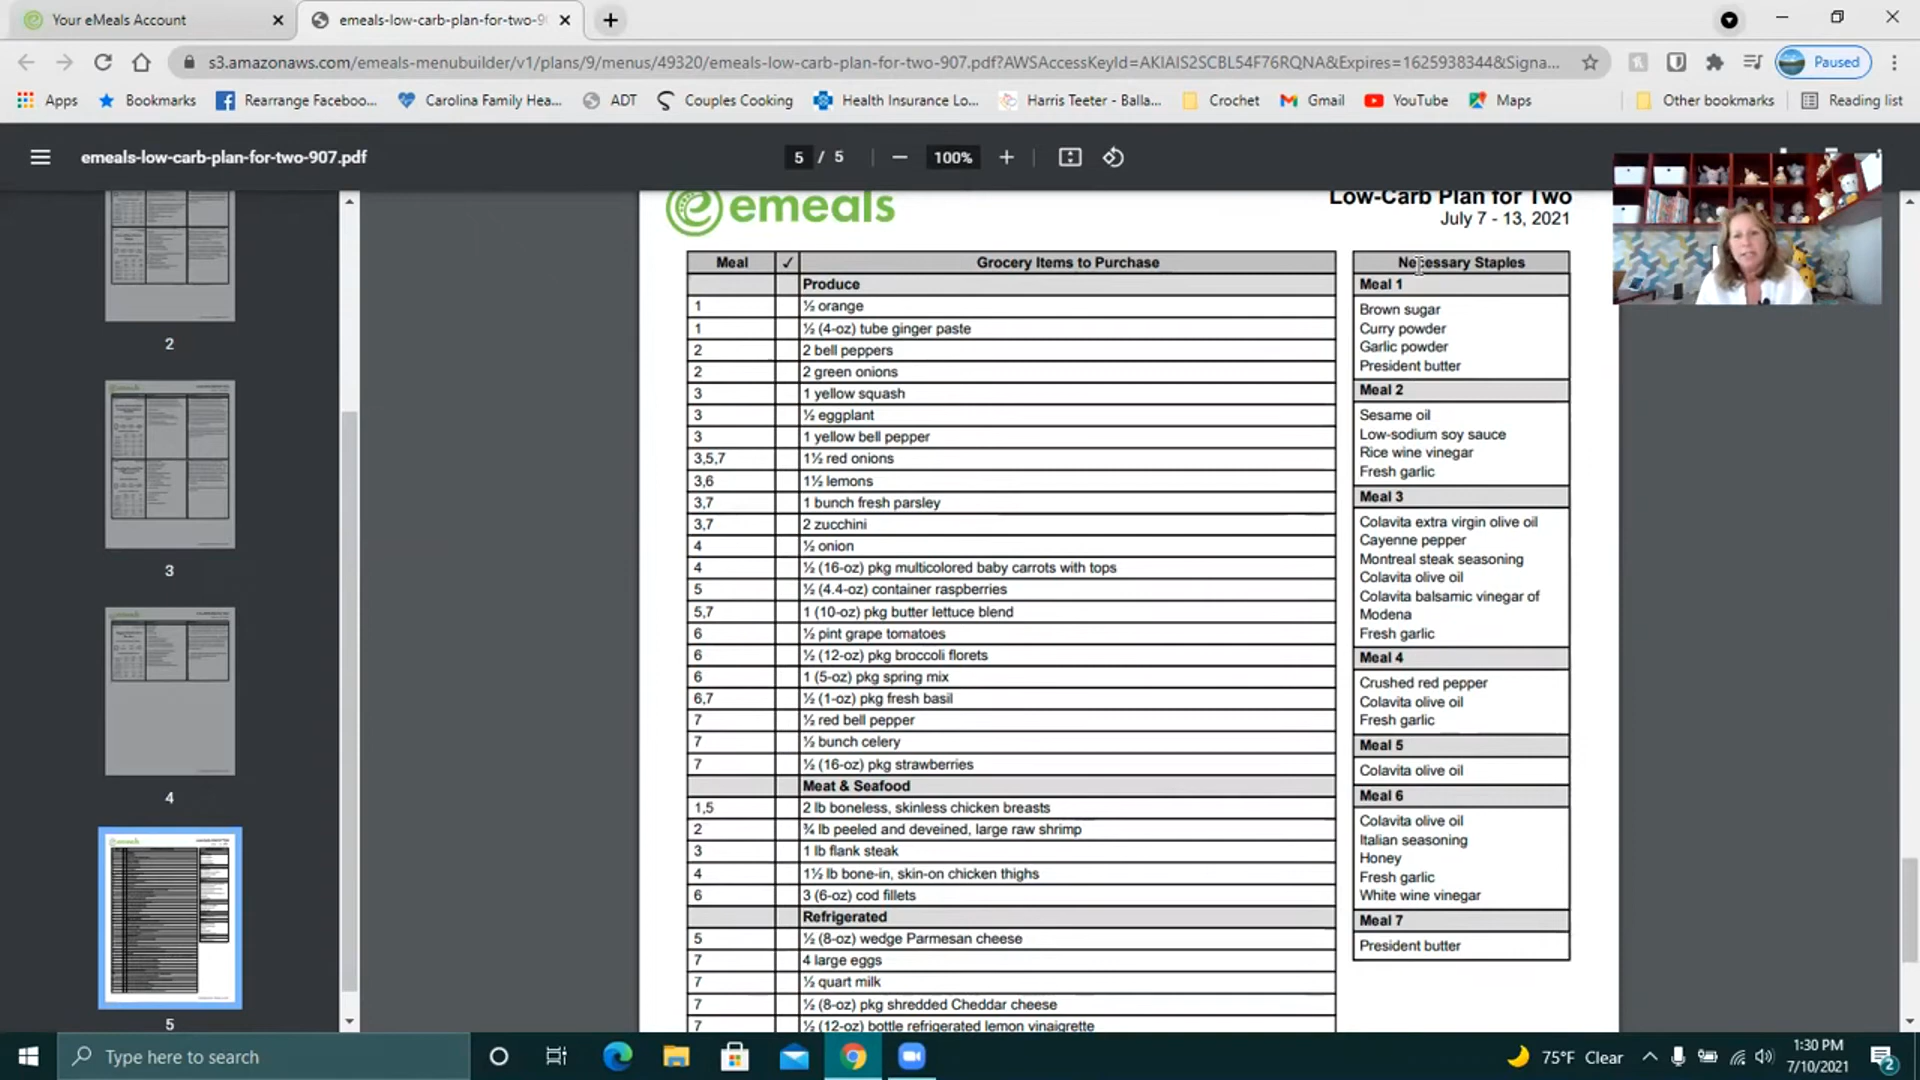 Your eMeals Account
emeals-low-carb-plan-for-two-9
s3.amazonaws.com/emeals-menubuilder/v1/plans/9/menus/49320/emeals-low-carb-plan-for-two-907.pdf?AWSAccessKeyId=AKIAIS2SCBL54F76RQNA&Expires=1625938344&Signa...
Paused
Apps
Bookmarks
Rearrange Faceboo...
Carolina Family Hea...
ADT
Couples Cooking
Health Insurance Lo...
Harris Teeter - Balla...
Crochet
Gmail
YouTube
Maps
Other bookmarks
Reading list
emeals-low-carb-plan-for-two-907.pdf
5 / 5
100%
2
3
4
5
emeals
Low-Carb Plan for Two
July 7 - 13, 2021
Meal ✓ Grocery Items to Purchase
Produce
1 ½ orange
1 ½ (4-oz) tube ginger paste
2 2 bell peppers
2 2 green onions
3 1 yellow squash
3 ½ eggplant
3 1 yellow bell pepper
3,5,7 1½ red onions
3,6 1½ lemons
3,7 1 bunch fresh parsley
3,7 2 zucchini
4 ½ onion
4 ½ (16-oz) pkg multicolored baby carrots with tops
5 ½ (4.4-oz) container raspberries
5,7 1 (10-oz) pkg butter lettuce blend
6 ½ pint grape tomatoes
6 ½ (12-oz) pkg broccoli florets
6 1 (5-oz) pkg spring mix
6,7 ½ (1-oz) pkg fresh basil
7 ½ red bell pepper
7 ½ bunch celery
7 ½ (16-oz) pkg strawberries
Meat & Seafood
1,5 2 lb boneless, skinless chicken breasts
2 ¾ lb peeled and deveined, large raw shrimp
3 1 lb flank steak
4 1½ lb bone-in, skin-on chicken thighs
6 3 (6-oz) cod fillets
Refrigerated
5 ½ (8-oz) wedge Parmesan cheese
7 4 large eggs
7 ½ quart milk
7 ½ (8-oz) pkg shredded Cheddar cheese
7 ½ (12-oz) bottle refrigerated lemon vinaigrette
Necessary Staples
Meal 1
Brown sugar
Curry powder
Garlic powder
President butter
Meal 2
Sesame oil
Low-sodium soy sauce
Rice wine vinegar
Fresh garlic
Meal 3
Colavita extra virgin olive oil
Cayenne pepper
Montreal steak seasoning
Colavita olive oil
Colavita balsamic vinegar of
Modena
Fresh garlic
Meal 4
Crushed red pepper
Colavita olive oil
Fresh garlic
Meal 5
Colavita olive oil
Meal 6
Colavita olive oil
Italian seasoning
Honey
Fresh garlic
White wine vinegar
Meal 7
President butter
Type here to search
75°F Clear
1:30 PM
7/10/2021
2